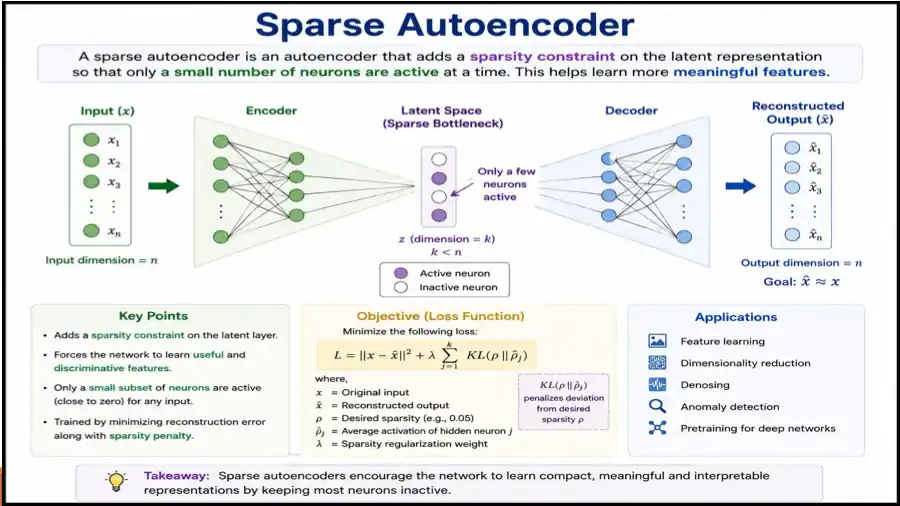 Sparse Autoencoder
A sparse autoencoder is an autoencoder that adds a sparsity constraint on the latent representation
so that only a small number of neurons are active at a time. This helps learn more meaningful features.
Input (x)
x₁
x₂
x₃
⋮ ⋮
xₙ
Input dimension = n
Encoder
⋮
Latent Space
(Sparse Bottleneck)
Only a few
neurons
active
z (dimension = k)
k < n
Active neuron
Inactive neuron
Decoder
⋮
Reconstructed
Output (x̂)
x̂₁
x̂₂
x̂₃
⋮ ⋮
x̂ₙ
Output dimension = n
Goal: x̂ ≈ x
Key Points
• Adds a sparsity constraint on the latent layer.
• Forces the network to learn useful and
discriminative features.
• Only a small subset of neurons are active
(close to zero) for any input.
• Trained by minimizing reconstruction error
along with sparsity penalty.
Objective (Loss Function)
Minimize the following loss:
L = ||x − x̂||² + λ ∑ⱼ₌₁ᵏ KL(ρ || ρ̂ⱼ)
where,
x = Original input
x̂ = Reconstructed output
ρ = Desired sparsity (e.g., 0.05)
ρ̂ⱼ = Average activation of hidden neuron j
λ = Sparsity regularization weight
KL(ρ || ρ̂ⱼ)
penalizes deviation
from desired
sparsity ρ
Applications
Feature learning
Dimensionality reduction
Denosing
Anomaly detection
Pretraining for deep networks
Takeaway: Sparse autoencoders encourage the network to learn compact, meaningful and interpretable
representations by keeping most neurons inactive.